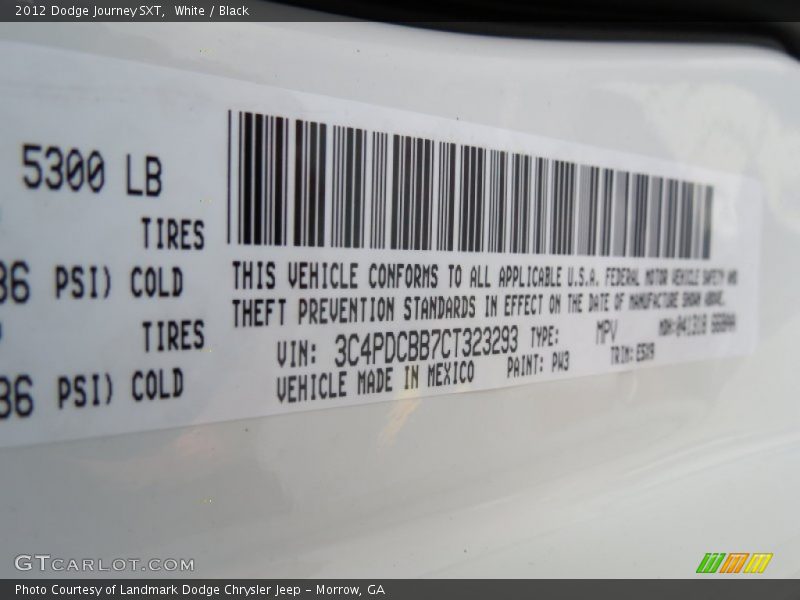 2012 Dodge Journey SXT, White / Black
5300 LB
TIRES
36 PSI) COLD
TIRES
36 PSI) COLD
THIS VEHICLE CONFORMS TO ALL APPLICABLE U.S.A. FEDERAL MOTOR VEHICLE SAFETY AND
THEFT PREVENTION STANDARDS IN EFFECT ON THE DATE OF MANUFACTURE SHOWN ABOVE.
VIN: 3C4PDCBB7CT323293 TYPE: MPV MDH:
VEHICLE MADE IN MEXICO PAINT: PW3 TRIM:
GTCARLOT.COM
Photo Courtesy of Landmark Dodge Chrysler Jeep - Morrow, GA